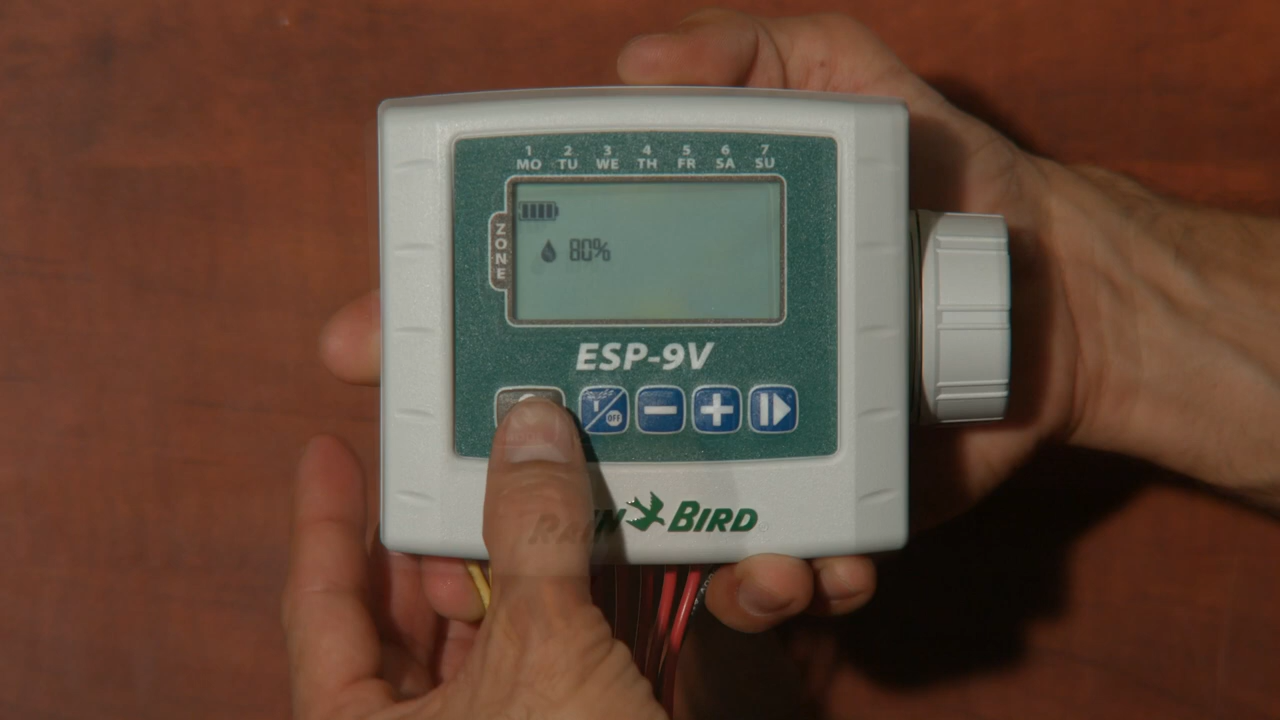 1 2 3 4 5 6 7
MO TU WE TH FR SA SU
ZONE
80%
ESP-9V
I/OFF
RAIN BIRD